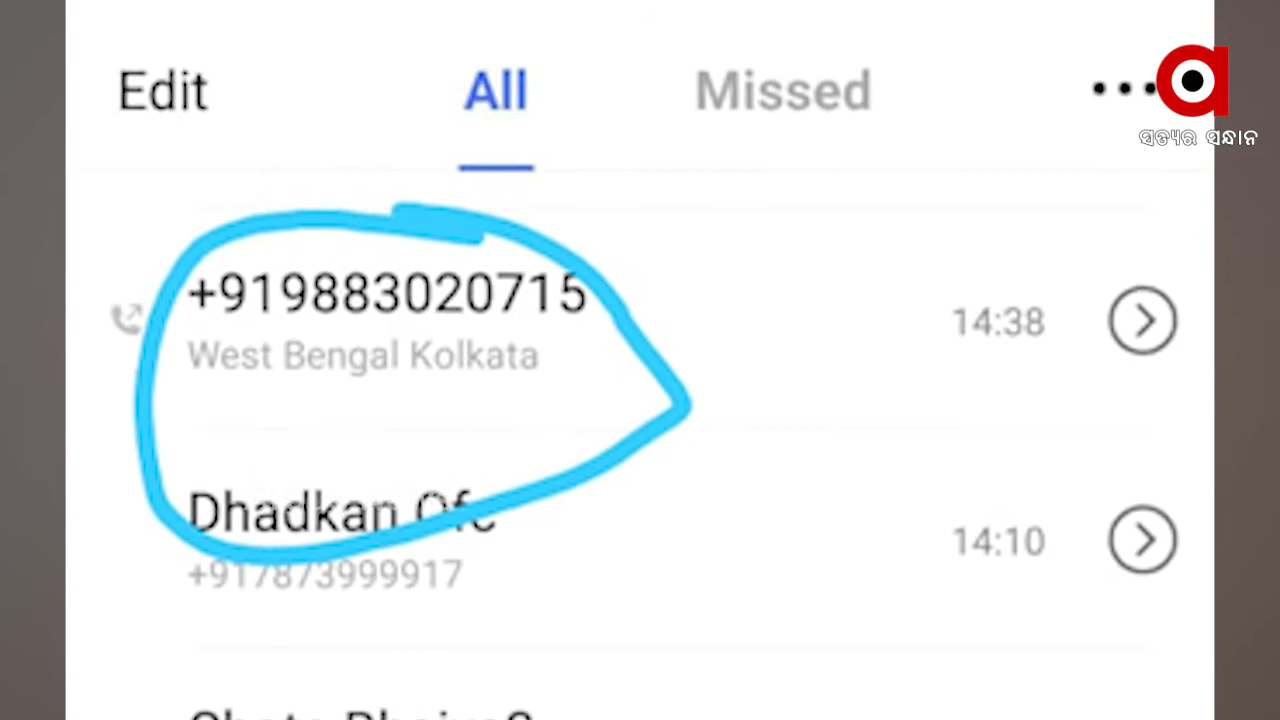 Edit All Missed
ସତ୍ୟର ସନ୍ଧାନ
+919883020715 14:38
West Bengal Kolkata
Dhadkan Ofc 14:10
+917873999917